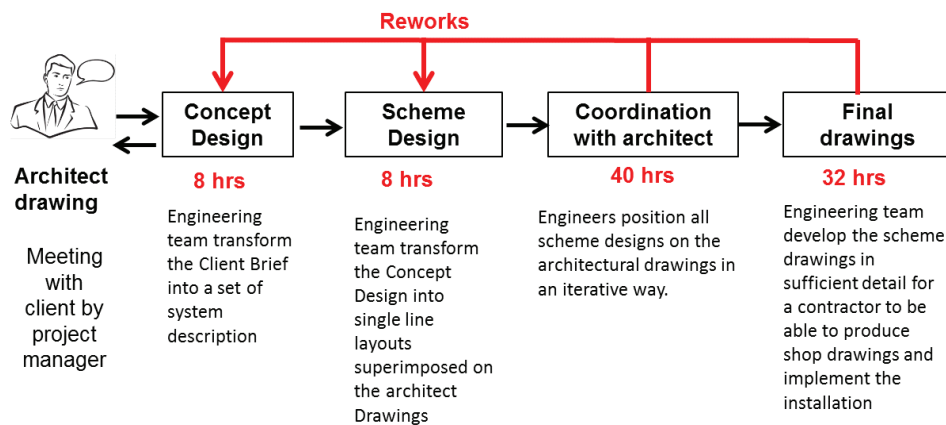 Reworks
Concept
Design
Scheme
Design
Coordination
with architect
Final
drawings
Architect
drawing
Meeting
with
client by
project
manager
8 hrs
Engineering
team transform
the Client Brief
into a set of
system
description
8 hrs
Engineering
team transform
the Concept
Design into
single line
layouts
superimposed on
the architect
Drawings
40 hrs
Engineers position all
scheme designs on the
architectural drawings in
an iterative way.
32 hrs
Engineering team
develop the scheme
drawings in
sufficient detail for
a contractor to be
able to produce
shop drawings and
implement the
installation